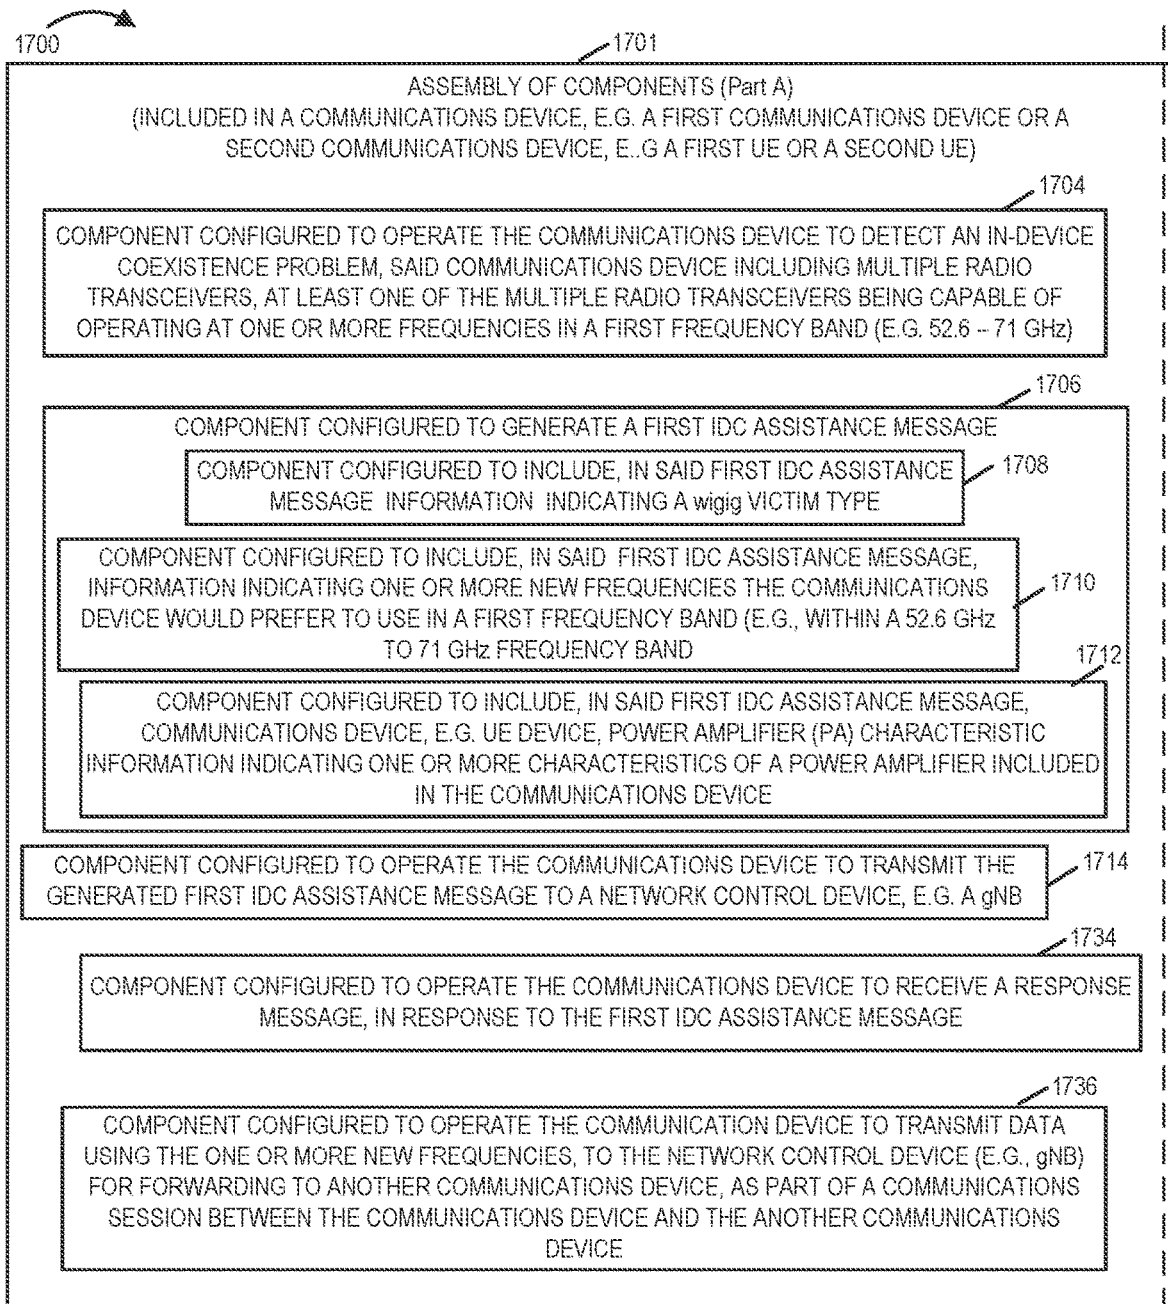 1700
1701
ASSEMBLY OF COMPONENTS (Part A)
(INCLUDED IN A COMMUNICATIONS DEVICE, E.G. A FIRST COMMUNICATIONS DEVICE OR A
SECOND COMMUNICATIONS DEVICE, E..G A FIRST UE OR A SECOND UE)
1704
COMPONENT CONFIGURED TO OPERATE THE COMMUNICATIONS DEVICE TO DETECT AN IN-DEVICE
COEXISTENCE PROBLEM, SAID COMMUNICATIONS DEVICE INCLUDING MULTIPLE RADIO
TRANSCEIVERS, AT LEAST ONE OF THE MULTIPLE RADIO TRANSCEIVERS BEING CAPABLE OF
OPERATING AT ONE OR MORE FREQUENCIES IN A FIRST FREQUENCY BAND (E.G. 52.6 – 71 GHz)
1706
COMPONENT CONFIGURED TO GENERATE A FIRST IDC ASSISTANCE MESSAGE
COMPONENT CONFIGURED TO INCLUDE, IN SAID FIRST IDC ASSISTANCE
MESSAGE INFORMATION INDICATING A wigig VICTIM TYPE
1708
COMPONENT CONFIGURED TO INCLUDE, IN SAID FIRST IDC ASSISTANCE MESSAGE,
INFORMATION INDICATING ONE OR MORE NEW FREQUENCIES THE COMMUNICATIONS
DEVICE WOULD PREFER TO USE IN A FIRST FREQUENCY BAND (E.G., WITHIN A 52.6 GHz
TO 71 GHz FREQUENCY BAND
1710
1712
COMPONENT CONFIGURED TO INCLUDE, IN SAID FIRST IDC ASSISTANCE MESSAGE,
COMMUNICATIONS DEVICE, E.G. UE DEVICE, POWER AMPLIFIER (PA) CHARACTERISTIC
INFORMATION INDICATING ONE OR MORE CHARACTERISTICS OF A POWER AMPLIFIER INCLUDED
IN THE COMMUNICATIONS DEVICE
COMPONENT CONFIGURED TO OPERATE THE COMMUNICATIONS DEVICE TO TRANSMIT THE
GENERATED FIRST IDC ASSISTANCE MESSAGE TO A NETWORK CONTROL DEVICE, E.G. A gNB
1714
1734
COMPONENT CONFIGURED TO OPERATE THE COMMUNICATIONS DEVICE TO RECEIVE A RESPONSE
MESSAGE, IN RESPONSE TO THE FIRST IDC ASSISTANCE MESSAGE
1736
COMPONENT CONFIGURED TO OPERATE THE COMMUNICATION DEVICE TO TRANSMIT DATA
USING THE ONE OR MORE NEW FREQUENCIES, TO THE NETWORK CONTROL DEVICE (E.G., gNB)
FOR FORWARDING TO ANOTHER COMMUNICATIONS DEVICE, AS PART OF A COMMUNICATIONS
SESSION BETWEEN THE COMMUNICATIONS DEVICE AND THE ANOTHER COMMUNICATIONS
DEVICE